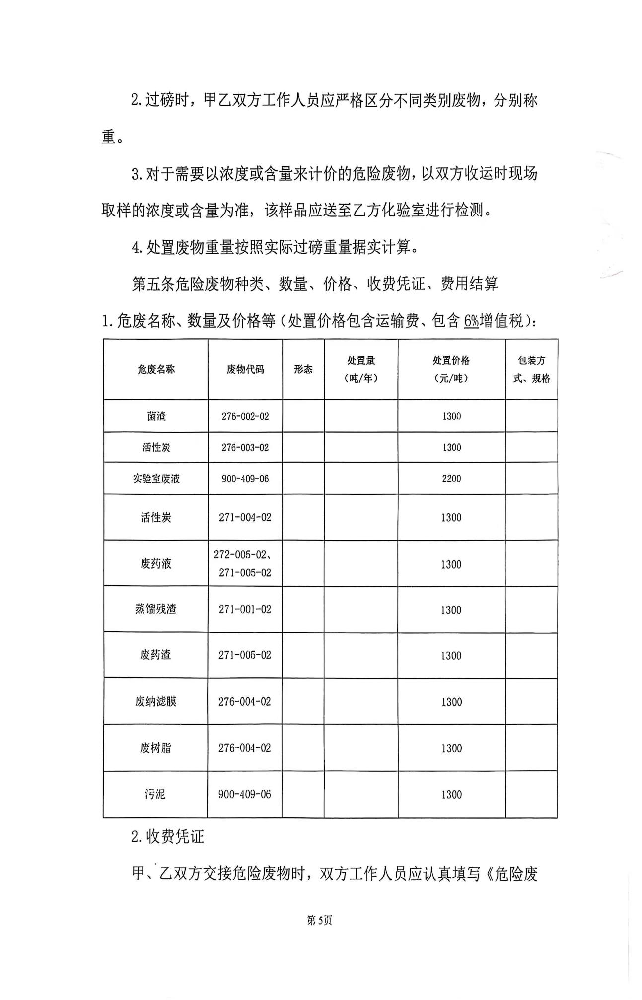 2.过磅时，甲乙双方工作人员应严格区分不同类别废物，分别称
重。
3.对于需要以浓度或含量来计价的危险废物，以双方收运时现场
取样的浓度或含量为准，该样品应送至乙方化验室进行检测。
4.处置废物重量按照实际过磅重量据实计算。
第五条危险废物种类、数量、价格、收费凭证、费用结算
1.危废名称、数量及价格等（处置价格包含运输费、包含 6%增值税）：
危废名称 废物代码 形态 处置量（吨/年） 处置价格（元/吨） 包装方式、规格
菌渣 276-002-02 1300
活性炭 276-003-02 1300
实验室废液 900-409-06 2200
活性炭 271-004-02 1300
废药液 272-005-02、271-005-02 1300
蒸馏残渣 271-001-02 1300
废药渣 271-005-02 1300
废纳滤膜 276-004-02 1300
废树脂 276-004-02 1300
污泥 900-409-06 1300
2.收费凭证
甲、乙双方交接危险废物时，双方工作人员应认真填写《危险废
第 5页